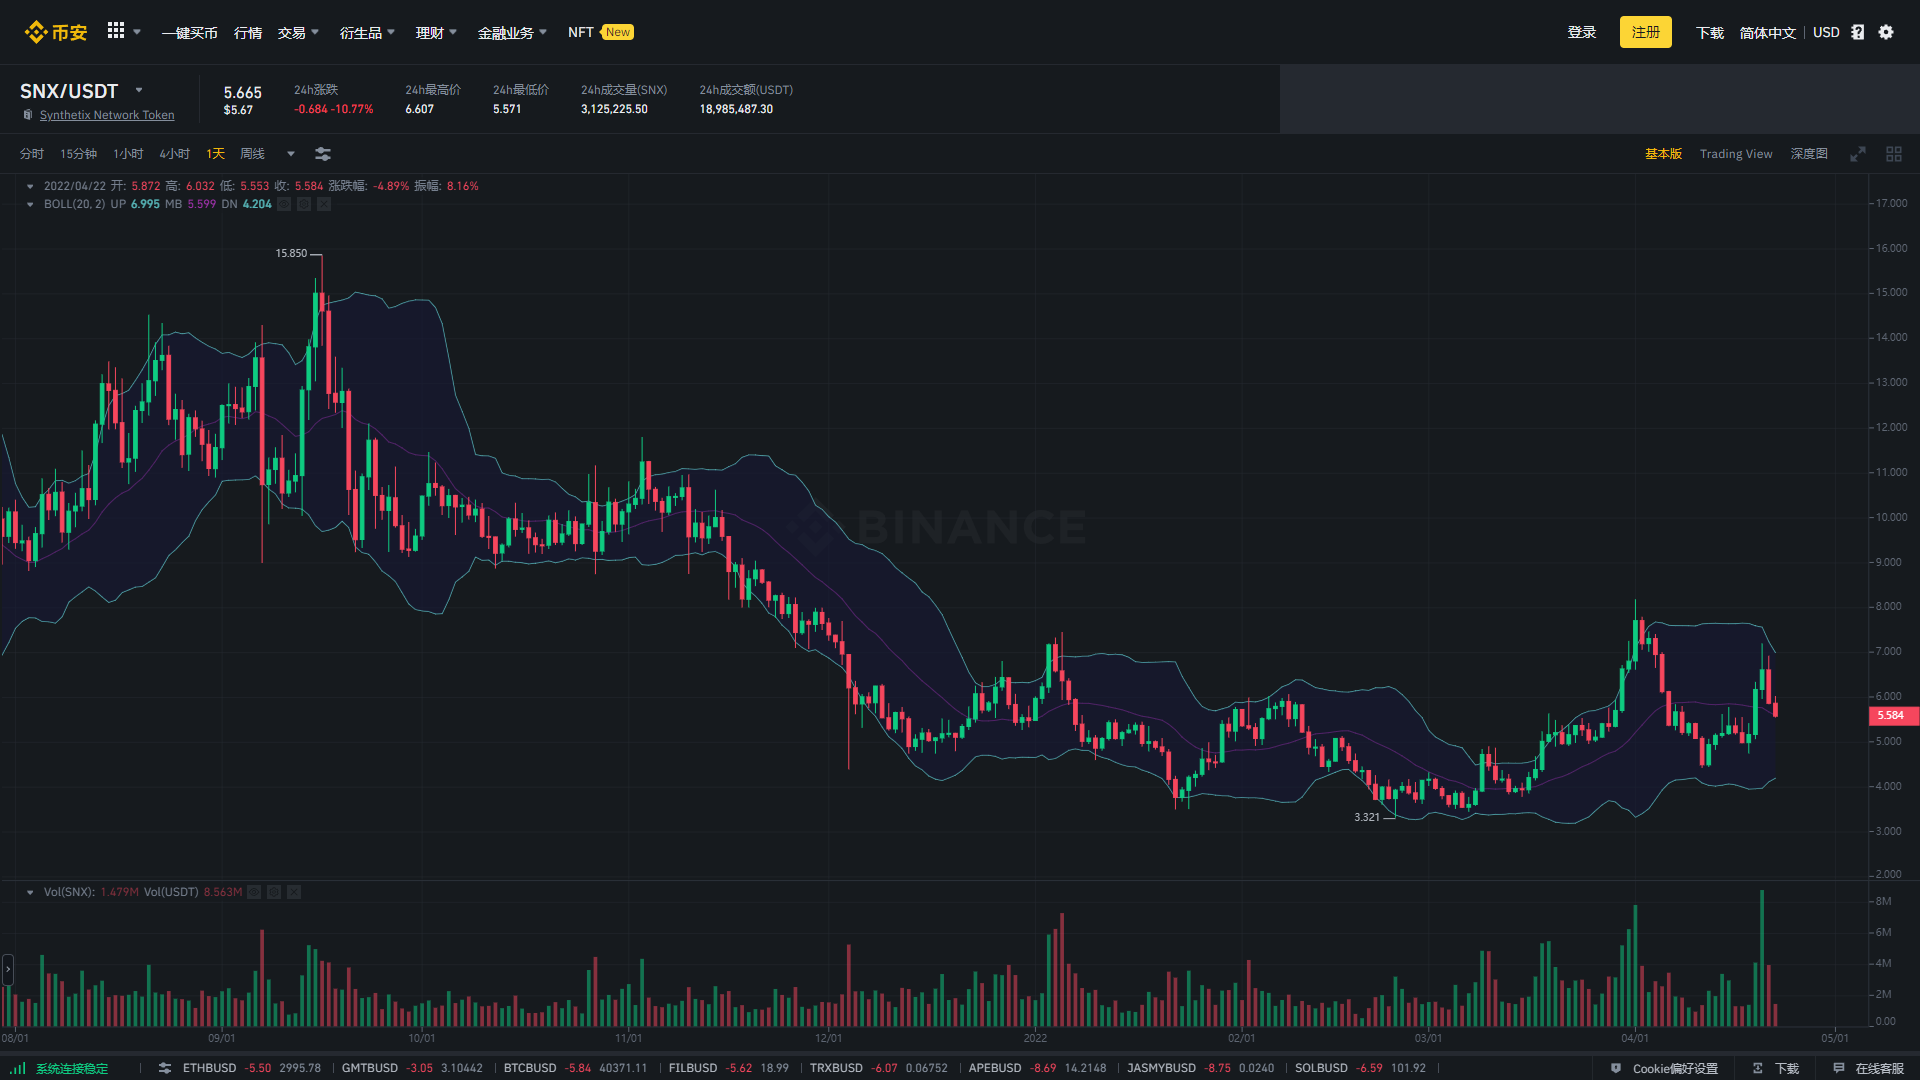 币安 一键买币 行情 交易 衍生品 理财 金融业务 NFT New 登录 注册 下载 简体中文 USD
SNX/USDT 5.665 24h涨跌 24h最高价 24h最低价 24h成交量(SNX) 24h成交额(USDT)
Synthetix Network Token $5.67 -0.684 -10.77% 6.607 5.571 3,125,225.50 18,985,487.30
分时 15分钟 1小时 4小时 1天 周线 基本版 Trading View 深度图
2022/04/22 开: 5.872 高: 6.032 低: 5.553 收: 5.584 涨跌幅: -4.89% 振幅: 8.16%
BOLL(20, 2) UP 6.995 MB 5.599 DN 4.204
17.000
16.000
15.850
15.000
14.000
13.000
12.000
11.000
10.000
BINANCE
9.000
8.000
7.000
6.000
5.584
5.000
4.000
3.321
3.000
2.000
Vol(SNX): 1.479M Vol(USDT) 8.563M
8M
6M
4M
2M
0.00
08/01 09/01 10/01 11/01 12/01 2022 02/01 03/01 04/01 05/01
系统连接稳定 ETHBUSD -5.50 2995.78 GMTBUSD -3.05 3.10442 BTCBUSD -5.84 40371.11 FILBUSD -5.62 18.99 TRXBUSD -6.07 0.06752 APEBUSD -8.69 14.2148 JASMYBUSD -8.75 0.0240 SOLBUSD -6.59 101.92 Cookie偏好设置 下载 在线客服